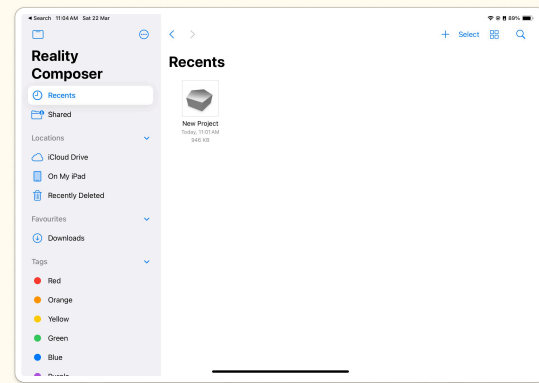 ◀ Search 11:04 AM Sat 22 Mar
89%
Select
Reality
Composer
Recents
Shared
Locations
iCloud Drive
On My iPad
Recently Deleted
Favourites
Downloads
Tags
Red
Orange
Yellow
Green
Blue
Purple
Recents
New Project
Today, 11:01 AM
946 KB